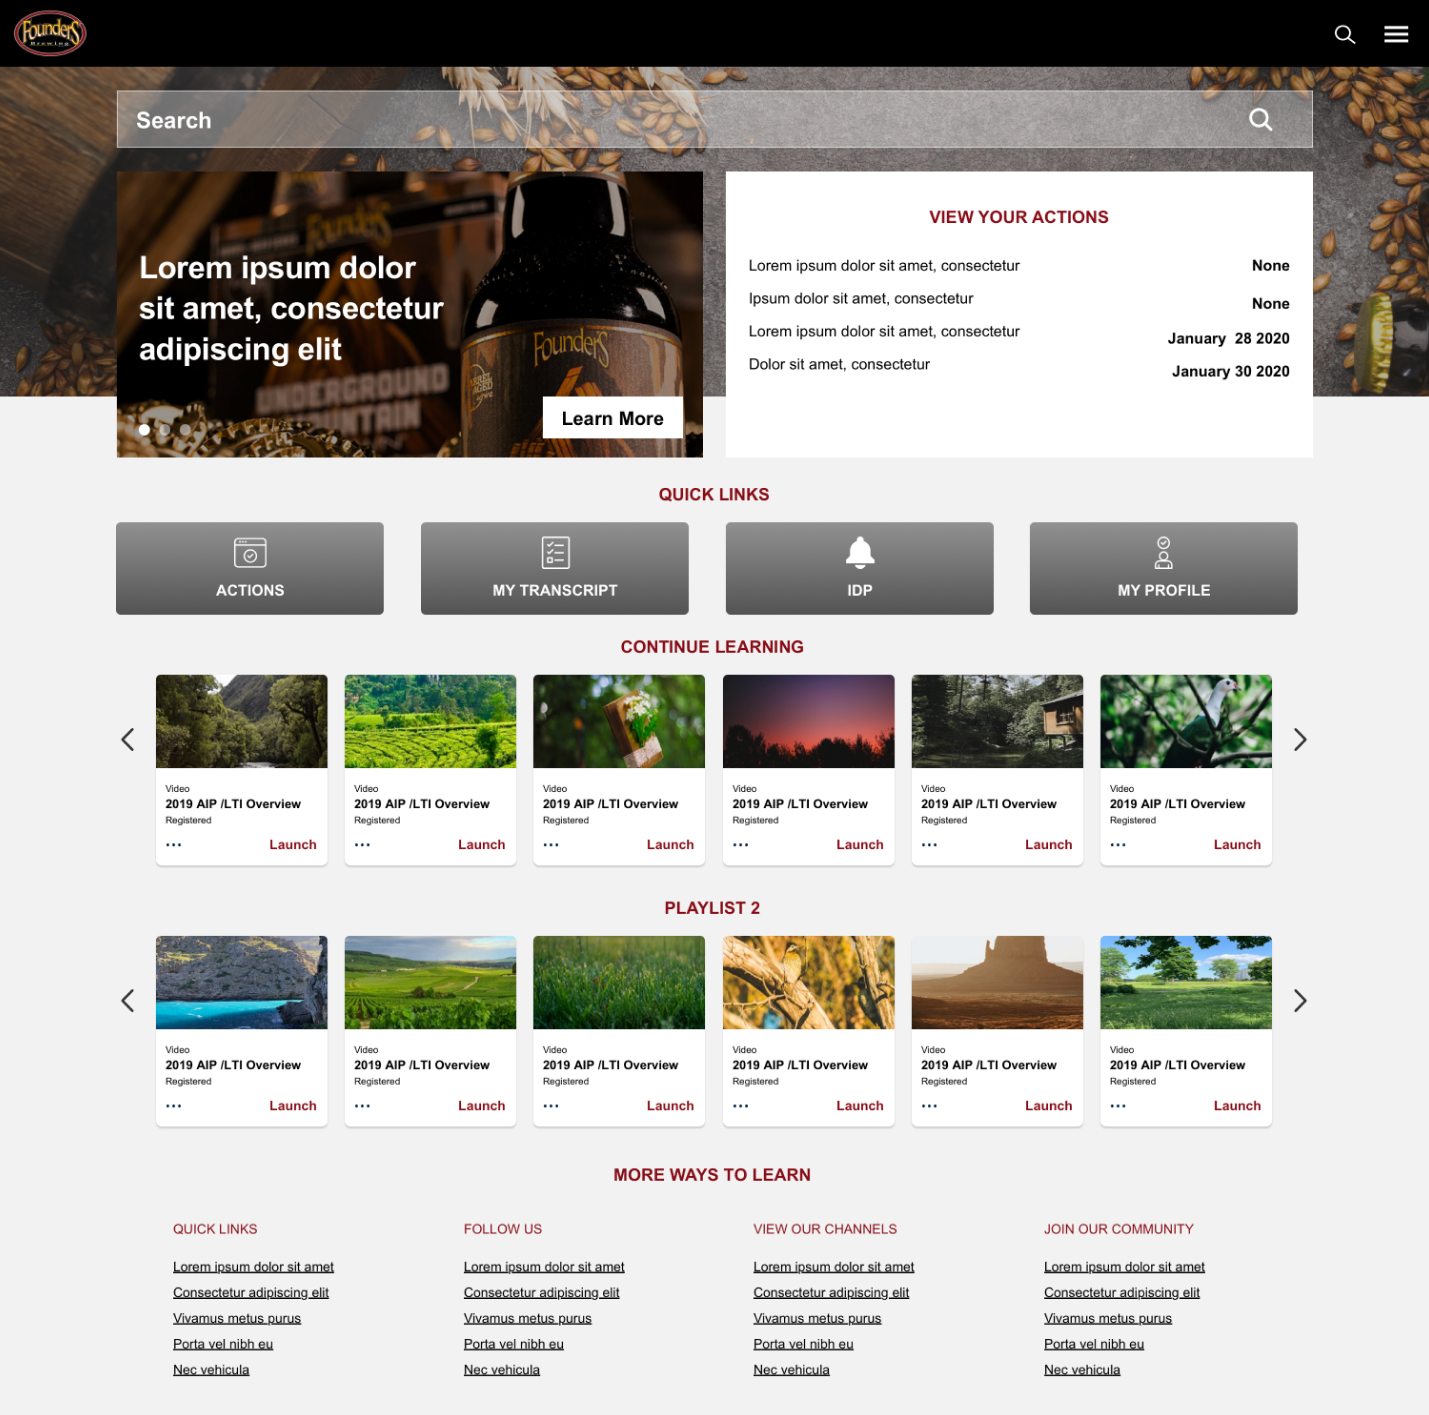 Founders
Brewing
Search
Founders
Lorem ipsum dolor
sit amet, consectetur
adipiscing elit
Founders
BARREL
AGED
UNDERGROUND
MOUNTAIN
Learn More
VIEW YOUR ACTIONS
Lorem ipsum dolor sit amet, consectetur None
Ipsum dolor sit amet, consectetur None
Lorem ipsum dolor sit amet, consectetur January 28 2020
Dolor sit amet, consectetur January 30 2020
QUICK LINKS
ACTIONS MY TRANSCRIPT IDP MY PROFILE
CONTINUE LEARNING
Video Video Video Video Video Video
2019 AIP /LTI Overview 2019 AIP /LTI Overview 2019 AIP /LTI Overview 2019 AIP /LTI Overview 2019 AIP /LTI Overview 2019 AIP /LTI Overview
Registered Registered Registered Registered Registered Registered
... Launch ... Launch ... Launch ... Launch ... Launch ... Launch
PLAYLIST 2
Video Video Video Video Video Video
2019 AIP /LTI Overview 2019 AIP /LTI Overview 2019 AIP /LTI Overview 2019 AIP /LTI Overview 2019 AIP /LTI Overview 2019 AIP /LTI Overview
Registered Registered Registered Registered Registered Registered
... Launch ... Launch ... Launch ... Launch ... Launch ... Launch
MORE WAYS TO LEARN
QUICK LINKS
Lorem ipsum dolor sit amet
Consectetur adipiscing elit
Vivamus metus purus
Porta vel nibh eu
Nec vehicula
FOLLOW US
Lorem ipsum dolor sit amet
Consectetur adipiscing elit
Vivamus metus purus
Porta vel nibh eu
Nec vehicula
VIEW OUR CHANNELS
Lorem ipsum dolor sit amet
Consectetur adipiscing elit
Vivamus metus purus
Porta vel nibh eu
Nec vehicula
JOIN OUR COMMUNITY
Lorem ipsum dolor sit amet
Consectetur adipiscing elit
Vivamus metus purus
Porta vel nibh eu
Nec vehicula